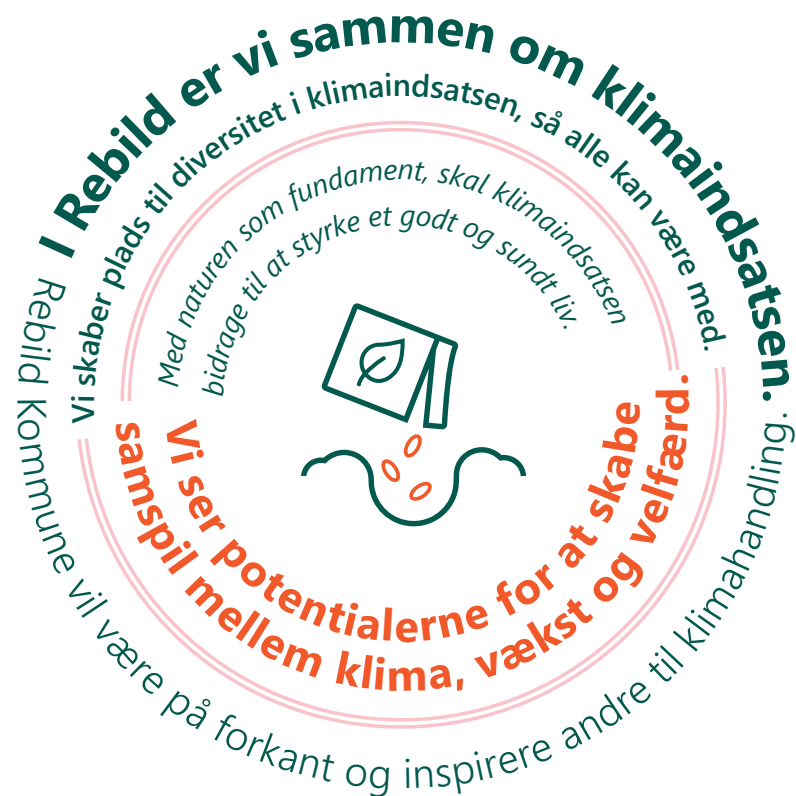 I Rebild er vi sammen om klimaindsatsen.
Vi skaber plads til diversitet i klimaindsatsen, så alle kan være med.
Med naturen som fundament, skal klimaindsatsen
bidrage til at styrke et godt og sundt liv.
Vi ser potentialerne for at skabe
samspil mellem klima, vækst og velfærd.
Rebild Kommune vil være på forkant og inspirere andre til klimahandling.